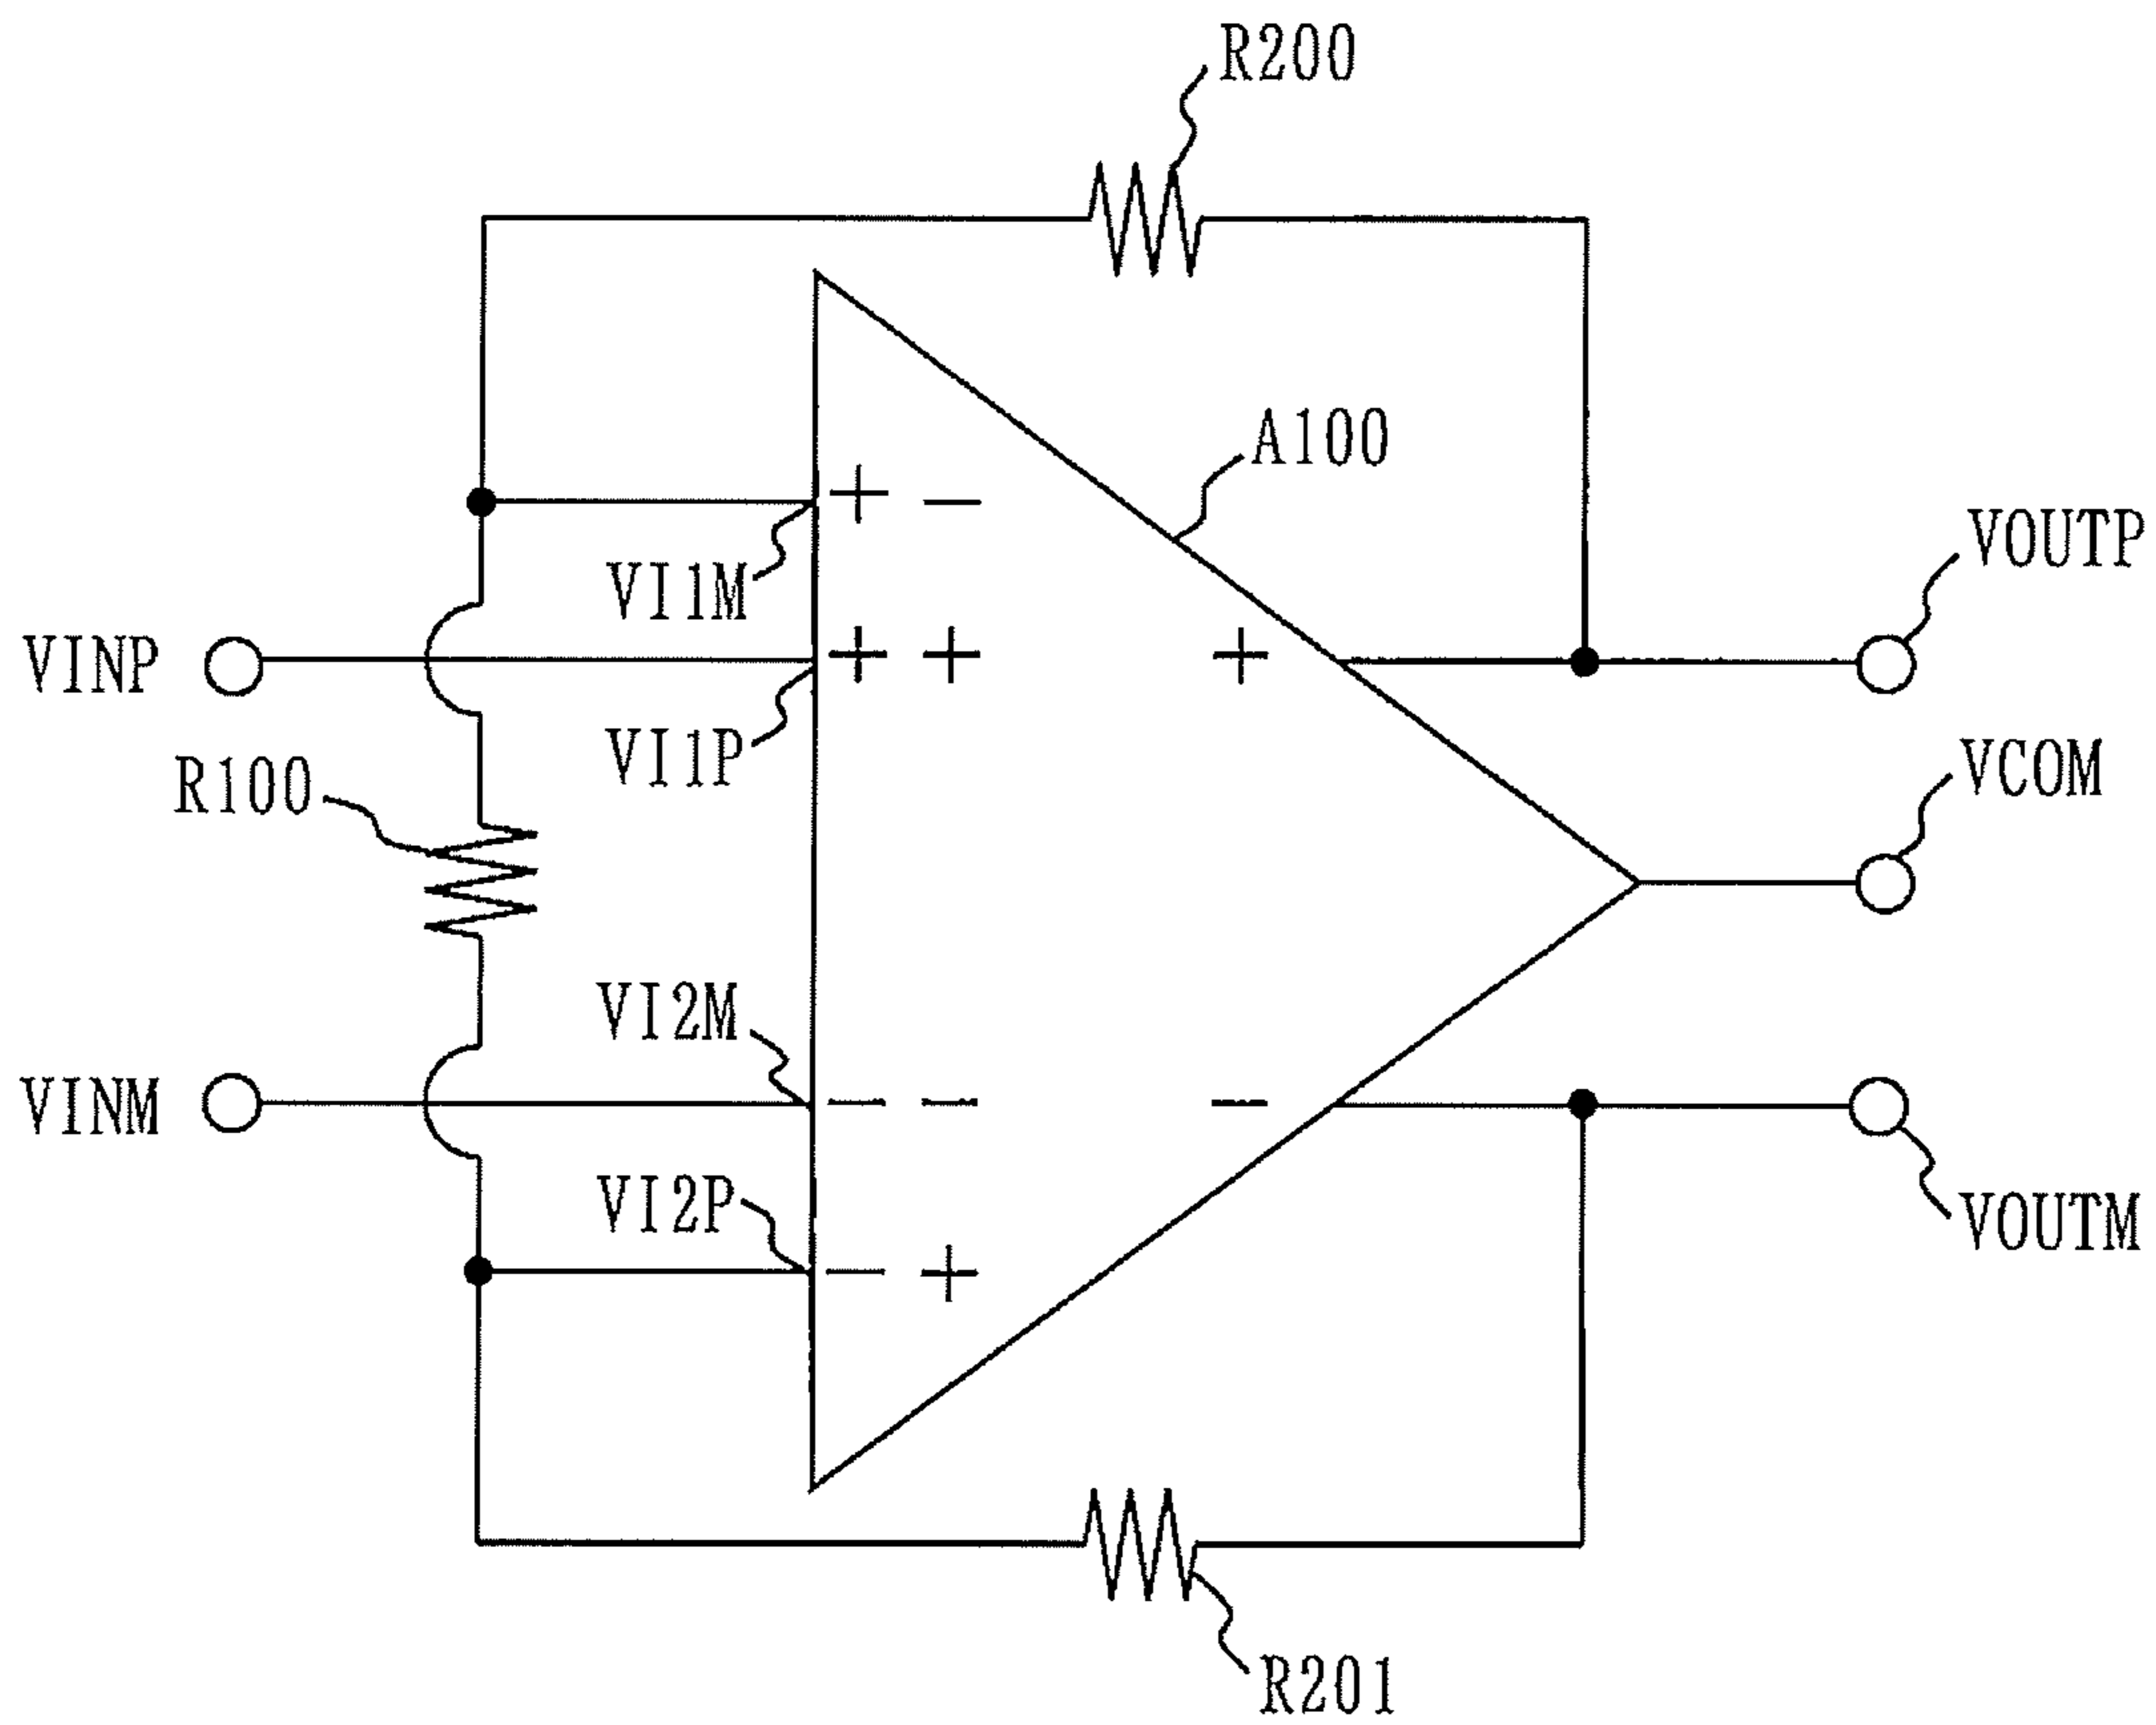 R200
A100
VOUTP
VI1M
+ -
VINP
+ + +
VI1P
VCOM
R100
VI2M
VINM
- - -
VI2P
- +
VOUTM
R201